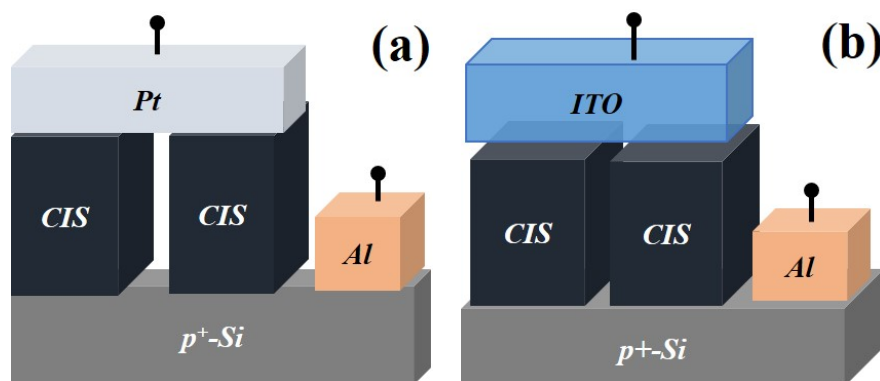 (a)
Pt
CIS CIS
Al
p⁺-Si
(b)
ITO
CIS CIS
Al
p+-Si